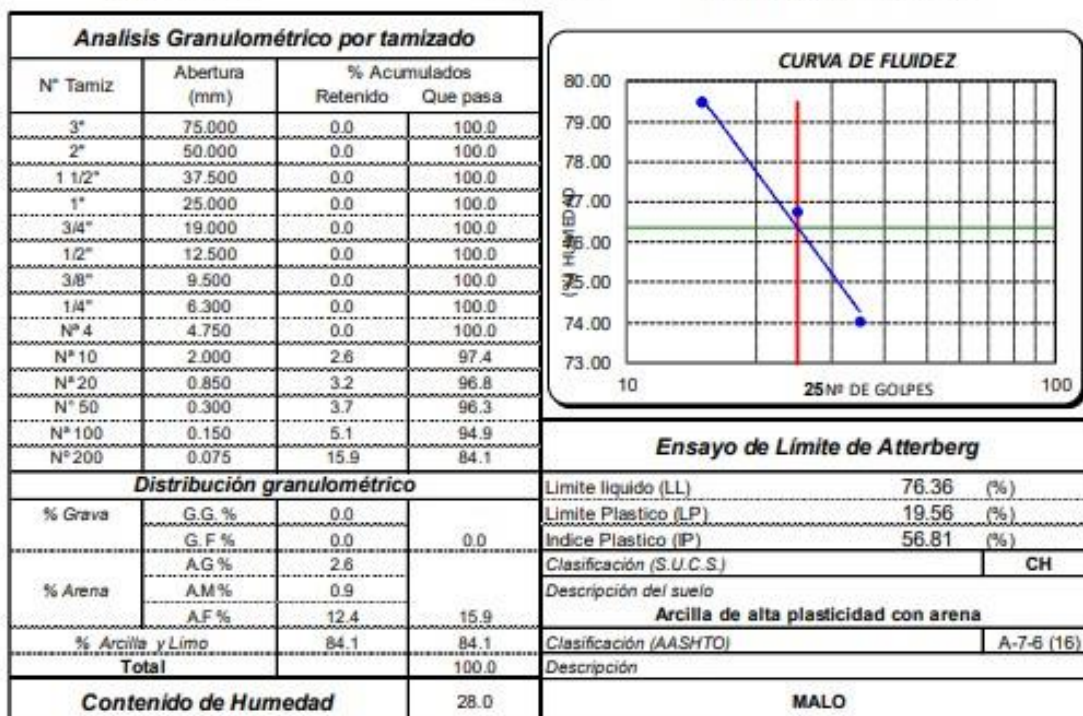 Analisis Granulométrico por tamizado
N° Tamiz Abertura (mm) % Acumulados
Retenido Que pasa
3" 75.000 0.0 100.0
2" 50.000 0.0 100.0
1 1/2" 37.500 0.0 100.0
1" 25.000 0.0 100.0
3/4" 19.000 0.0 100.0
1/2" 12.500 0.0 100.0
3/8" 9.500 0.0 100.0
1/4" 6.300 0.0 100.0
Nª 4 4.750 0.0 100.0
Nª 10 2.000 2.6 97.4
Nª 20 0.850 3.2 96.8
N° 50 0.300 3.7 96.3
Nª 100 0.150 5.1 94.9
Nº 200 0.075 15.9 84.1
Distribución granulométrico
% Grava G.G. % 0.0
G. F % 0.0 0.0
% Arena A.G % 2.6
A.M % 0.9
A.F % 12.4 15.9
% Arcilla y Limo 84.1 84.1
Total 100.0
Contenido de Humedad 28.0
CURVA DE FLUIDEZ
80.00
79.00
78.00
77.00
76.00
75.00
74.00
73.00
(%) HUMEDAD
10 25 Nº DE GOLPES 100
Ensayo de Límite de Atterberg
Limite liquido (LL) 76.36 (%)
Limite Plastico (LP) 19.56 (%)
Indice Plastico (IP) 56.81 (%)
Clasificación (S.U.C.S.) CH
Descripción del suelo
Arcilla de alta plasticidad con arena
Clasificación (AASHTO) A-7-6 (16)
Descripción
MALO